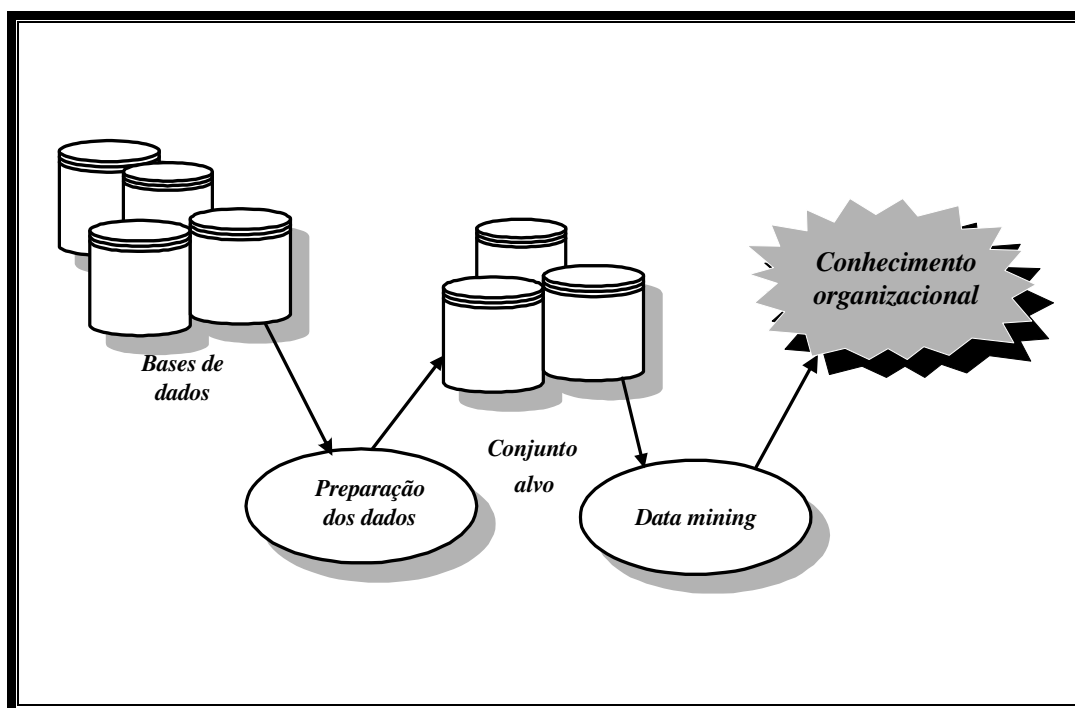 Bases de
dados
Preparação
dos dados
Conjunto
alvo
Data mining
Conhecimento
organizacional